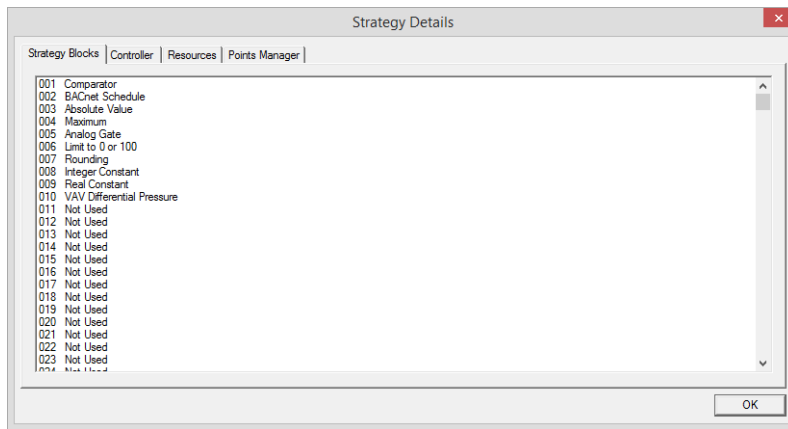 Strategy Details
Strategy Blocks Controller Resources Points Manager
001 Comparator
002 BACnet Schedule
003 Absolute Value
004 Maximum
005 Analog Gate
006 Limit to 0 or 100
007 Rounding
008 Integer Constant
009 Real Constant
010 VAV Differential Pressure
011 Not Used
012 Not Used
013 Not Used
014 Not Used
015 Not Used
016 Not Used
017 Not Used
018 Not Used
019 Not Used
020 Not Used
021 Not Used
022 Not Used
023 Not Used
024 Not Used
OK